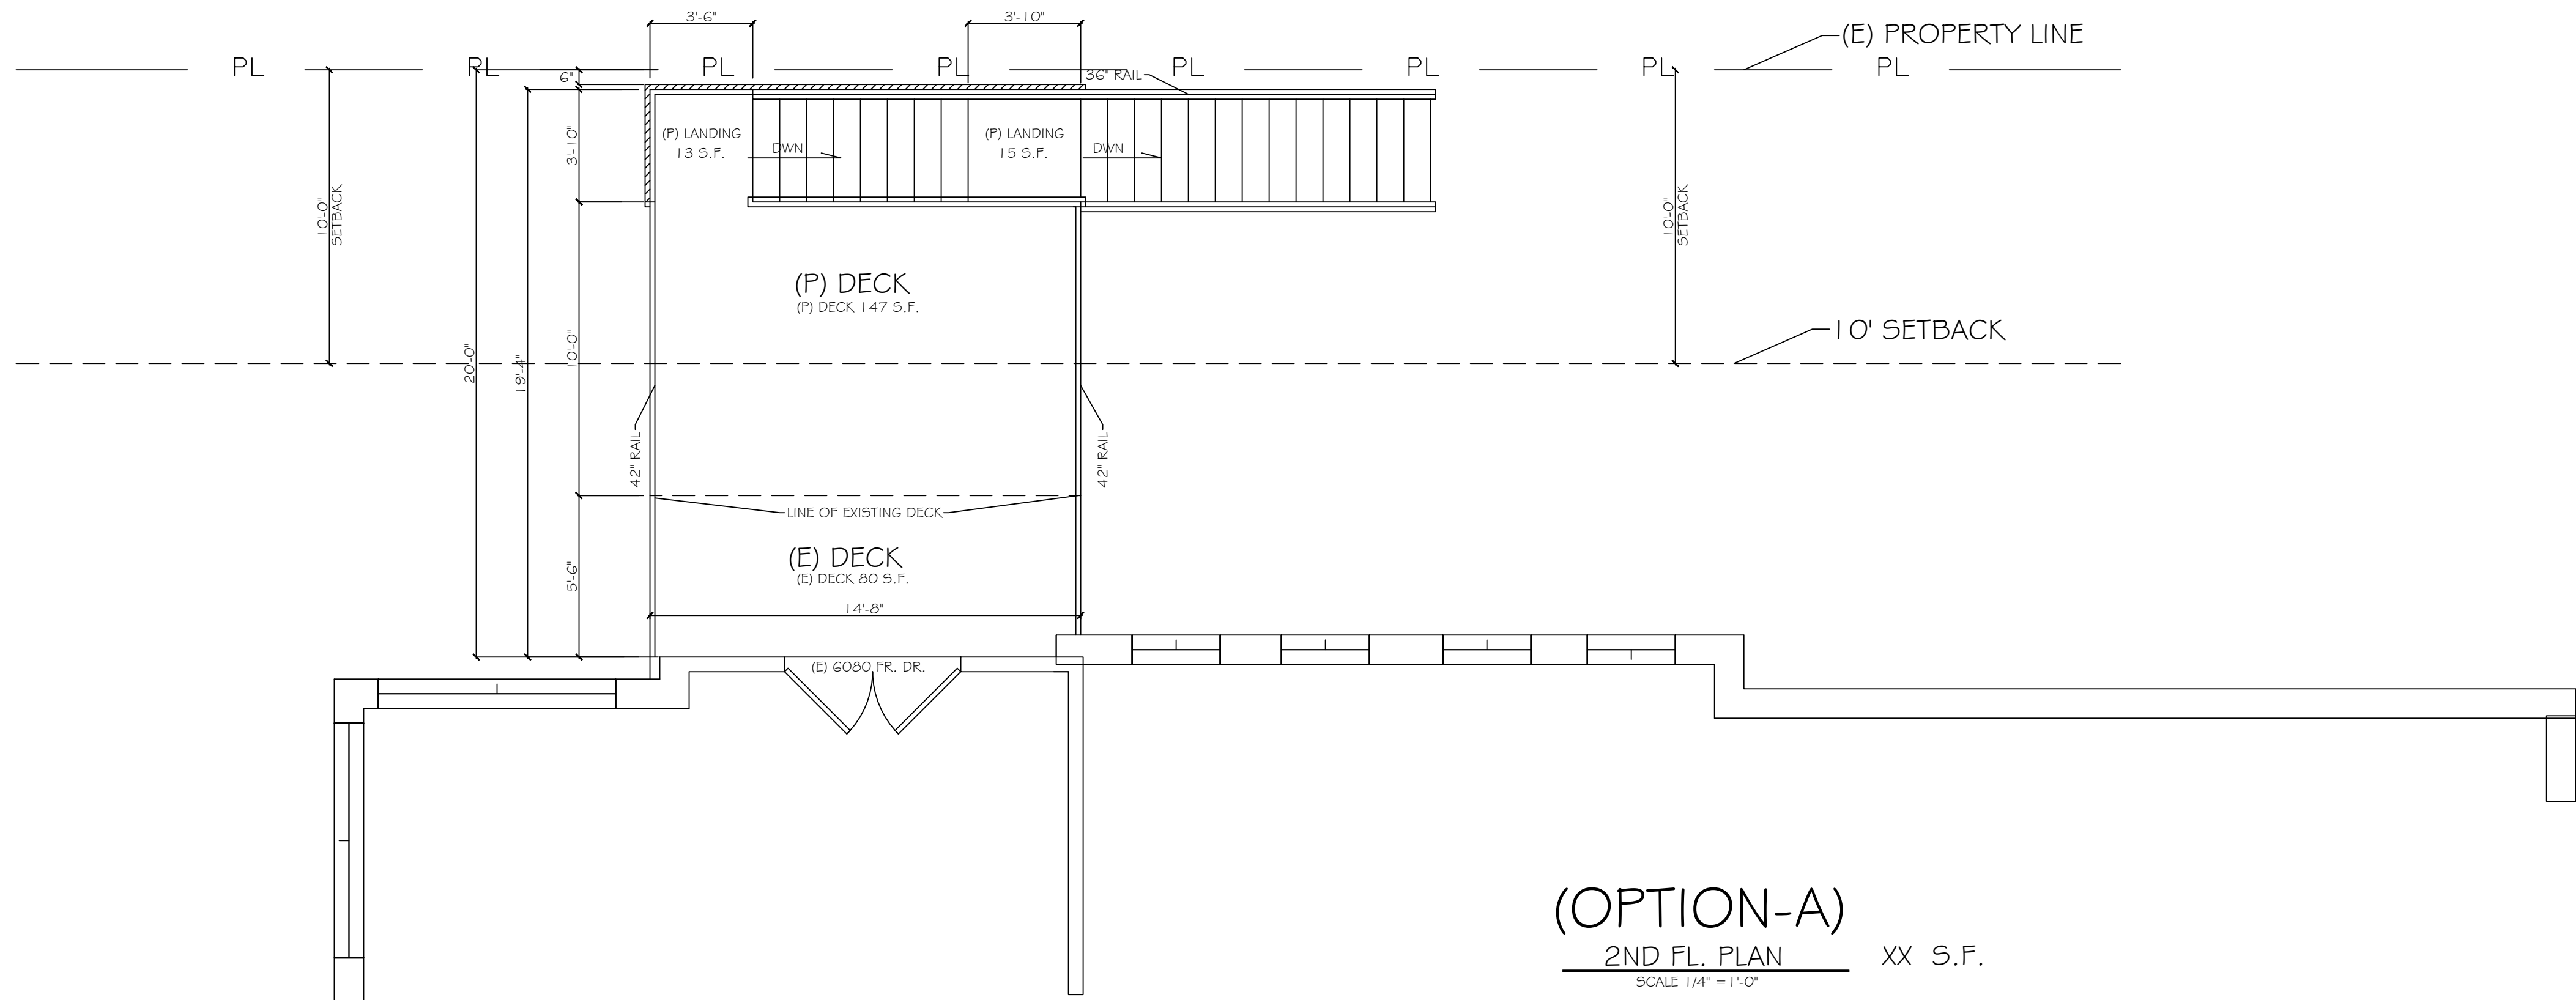 3'-6"
3'-10"
(E) PROPERTY LINE
PL
PL
PL
PL
PL
PL
PL
PL
6"
36" RAIL
3'-10"
(P) LANDING
13 S.F.
DWN
(P) LANDING
15 S.F.
DWN
10'-0"
SETBACK
10'-0"
SETBACK
(P) DECK
(P) DECK 147 S.F.
10' SETBACK
20'-0"
19'-4"
10'-0"
42" RAIL
42" RAIL
LINE OF EXISTING DECK
(E) DECK
(E) DECK 80 S.F.
5'-6"
14'-8"
(E) 6080 FR. DR.
(OPTION-A)
2ND FL. PLAN XX S.F.
SCALE 1/4" = 1'-0"